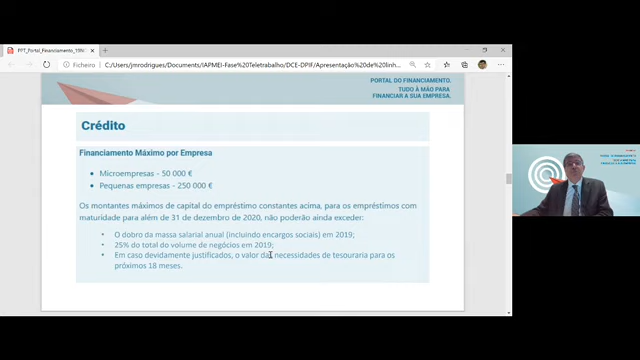 PPT_Portal_Financiamento_19N
Ficheiro
C:/Users/jmrodrigues/Documents/IAPMEI-Fase%20Teletrabalho/DCE-DPIF/Apresentação%20de%20linh...
PORTAL DO FINANCIAMENTO.
TUDO À MÃO PARA
FINANCIAR A SUA EMPRESA.
Crédito
Financiamento Máximo por Empresa
• Microempresas - 50 000 €
• Pequenas empresas - 250 000 €
Os montantes máximos de capital do empréstimo constantes acima, para os empréstimos com
maturidade para além de 31 de dezembro de 2020, não poderão ainda exceder:
• O dobro da massa salarial anual (incluindo encargos sociais) em 2019;
• 25% do total do volume de negócios em 2019;
• Em caso devidamente justificados, o valor das necessidades de tesouraria para os
próximos 18 meses.